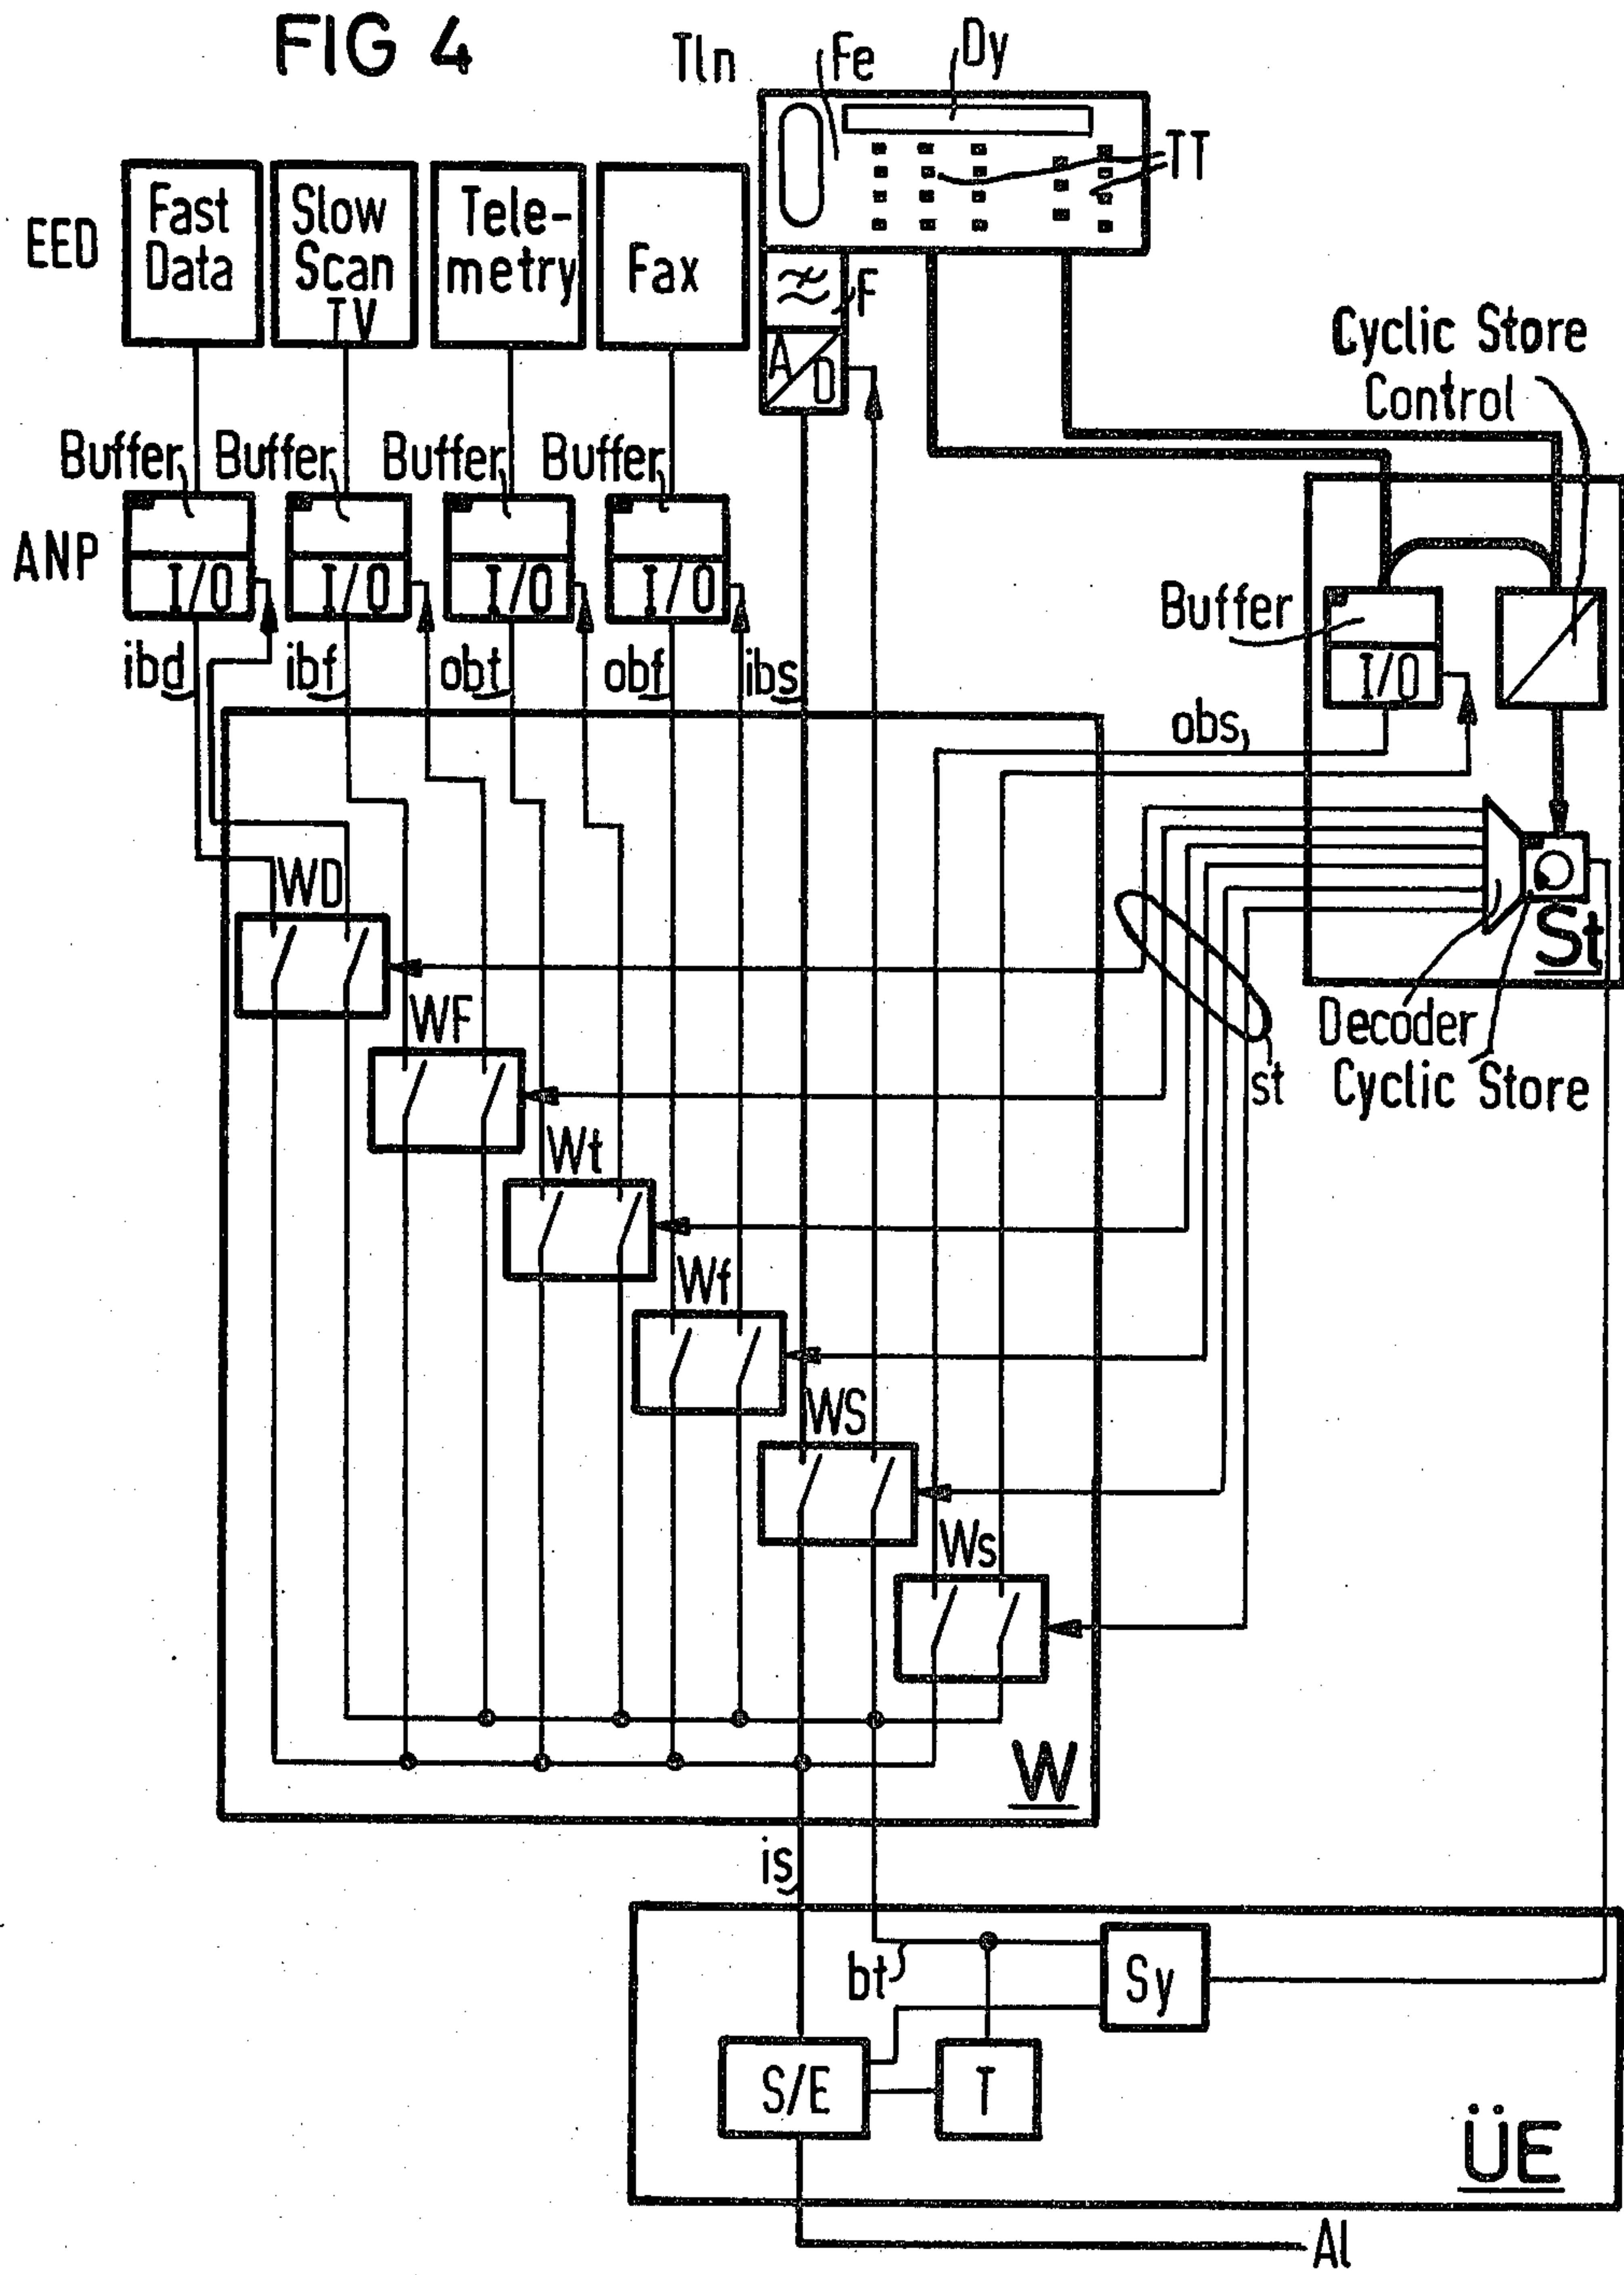 FIG 4
Tln
Fe
Dy
TT
EED
Fast
Data
Slow
Scan
TV
Tele-
metry
Fax
F
A
D
Cyclic Store
Control
Buffer
Buffer
Buffer
Buffer
ANP
I/O
I/O
I/O
I/O
Buffer
I/O
ibd
ibf
obt
obf
ibs
obs
WD
St
WF
Decoder
Cyclic Store
st
Wt
Wf
WS
Ws
W
is
bt
Sy
S/E
T
ÜE
Al